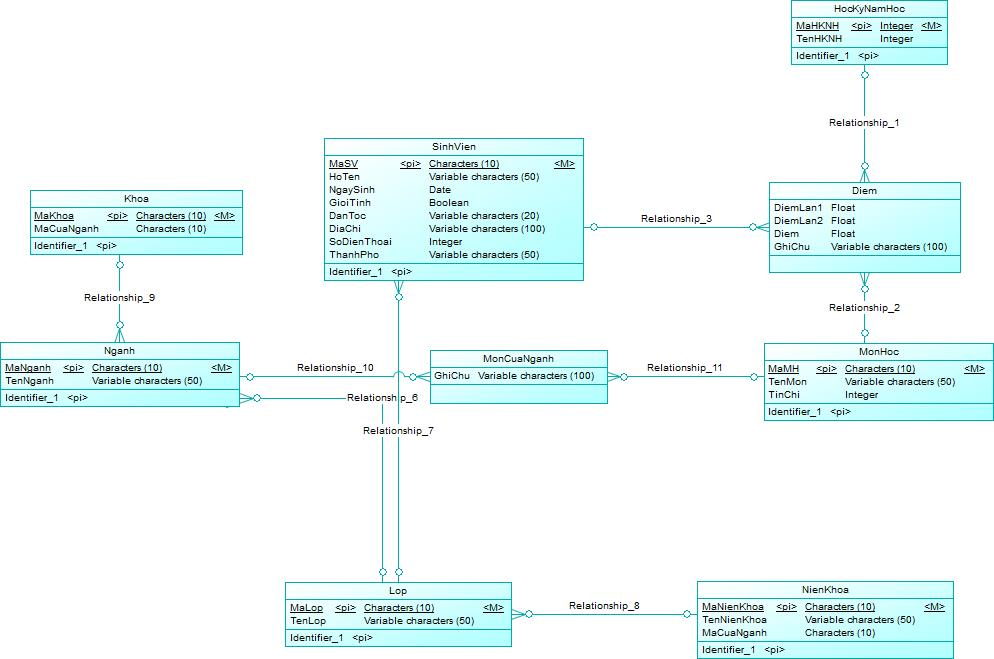 HocKyNamHoc
MaHKNH <pi> Integer <M>
TenHKNH Integer
Identifier_1 <pi>
Relationship_1
SinhVien
MaSV <pi> Characters (10) <M>
HoTen Variable characters (50)
NgaySinh Date
GioiTinh Boolean
DanToc Variable characters (20)
DiaChi Variable characters (100)
SoDienThoai Integer
ThanhPho Variable characters (50)
Identifier_1 <pi>
Relationship_3
Diem
DiemLan1 Float
DiemLan2 Float
Diem Float
GhiChu Variable characters (100)
Khoa
MaKhoa <pi> Characters (10) <M>
MaCuaNganh Characters (10)
Identifier_1 <pi>
Relationship_9
Relationship_2
Nganh
MaNganh <pi> Characters (10) <M>
TenNganh Variable characters (50)
Identifier_1 <pi>
Relationship_10
MonCuaNganh
GhiChu Variable characters (100)
Relationship_11
MonHoc
MaMH <pi> Characters (10) <M>
TenMon Variable characters (50)
TinChi Integer
Identifier_1 <pi>
Relationship_6
Relationship_7
Lop
MaLop <pi> Characters (10) <M>
TenLop Variable characters (50)
Identifier_1 <pi>
Relationship_8
NienKhoa
MaNienKhoa <pi> Characters (10) <M>
TenNienKhoa Variable characters (50)
MaCuaNganh Characters (10)
Identifier_1 <pi>